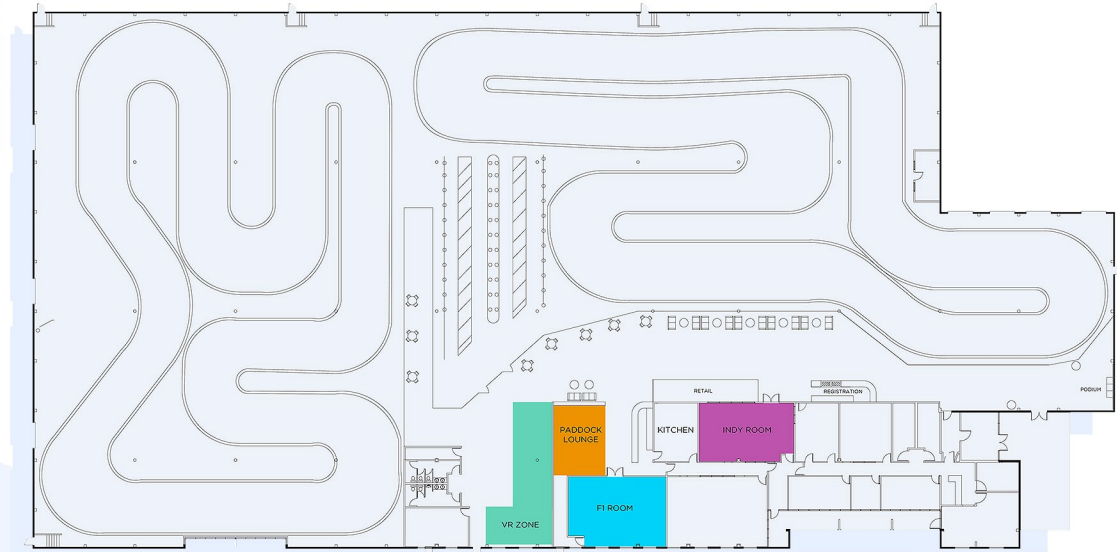 RETAIL
REGISTRATION
PODIUM
PADDOCK
LOUNGE
KITCHEN
INDY ROOM
F1 ROOM
VR ZONE